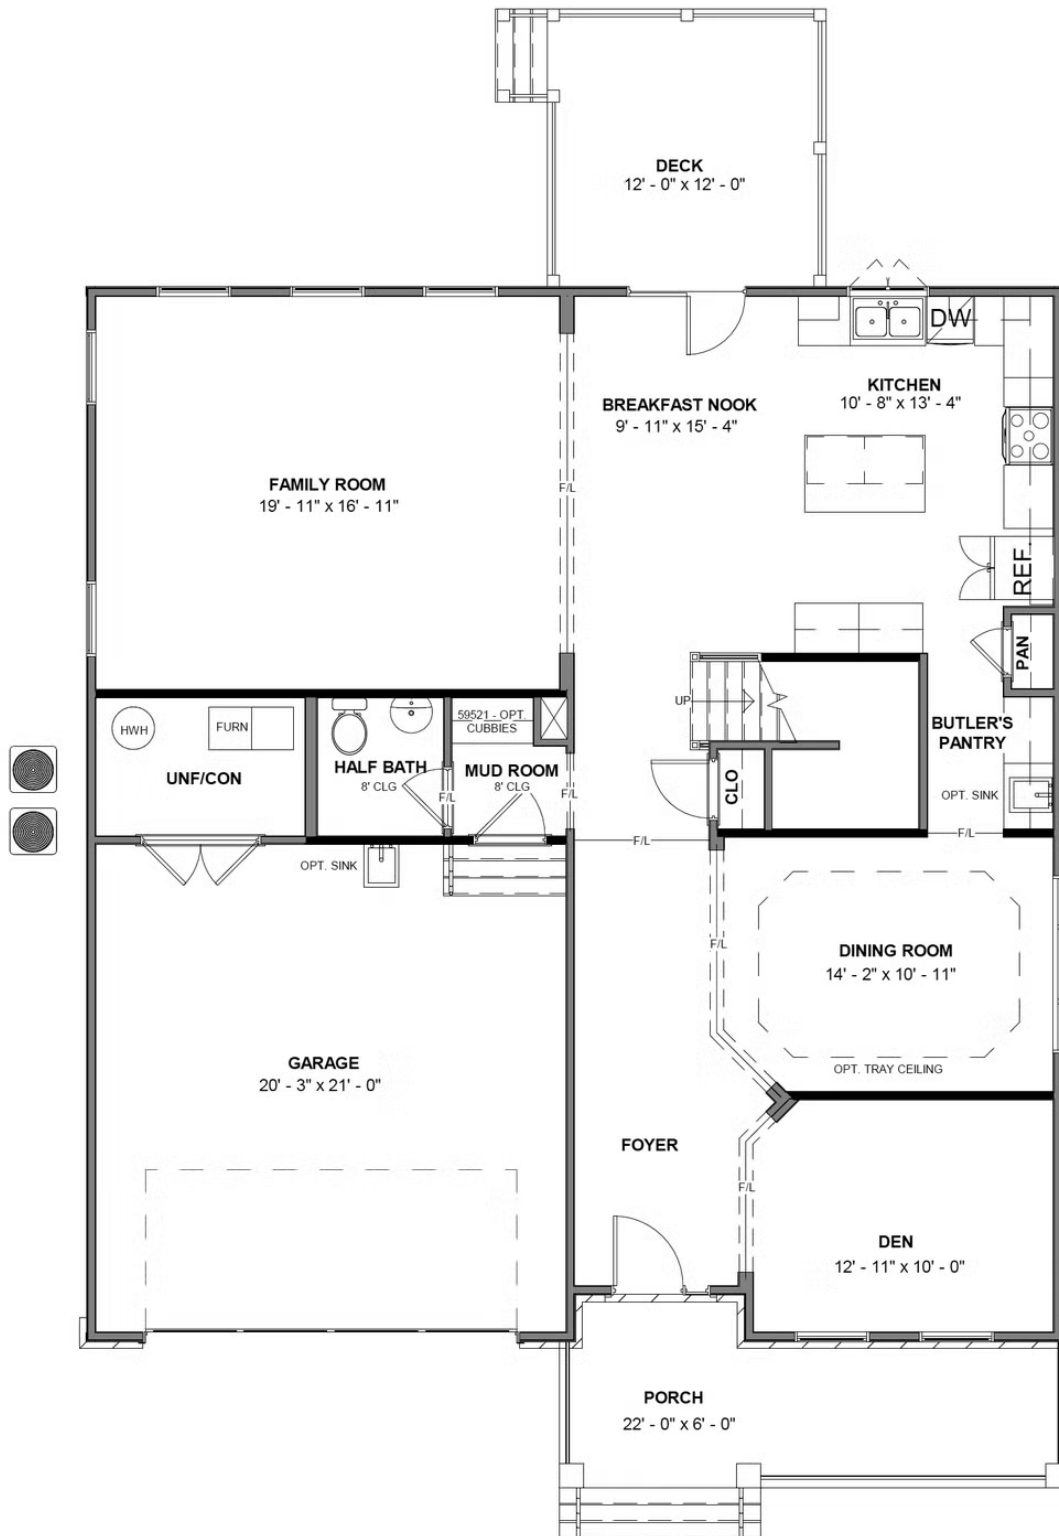 DECK
12' - 0" x 12' - 0"
DW
KITCHEN
10' - 8" x 13' - 4"
BREAKFAST NOOK
9' - 11" x 15' - 4"
FAMILY ROOM
19' - 11" x 16' - 11"
F/L
REF.
PAN
UP
59521 - OPT.
CUBBIES
HWH
FURN
BUTLER'S
PANTRY
UNF/CON
HALF BATH
8' CLG
MUD ROOM
8' CLG
F/L
F/L
CLO
OPT. SINK
F/L
F/L
OPT. SINK
F/L
DINING ROOM
14' - 2" x 10' - 11"
OPT. TRAY CEILING
GARAGE
20' - 3" x 21' - 0"
FOYER
F/L
DEN
12' - 11" x 10' - 0"
PORCH
22' - 0" x 6' - 0"